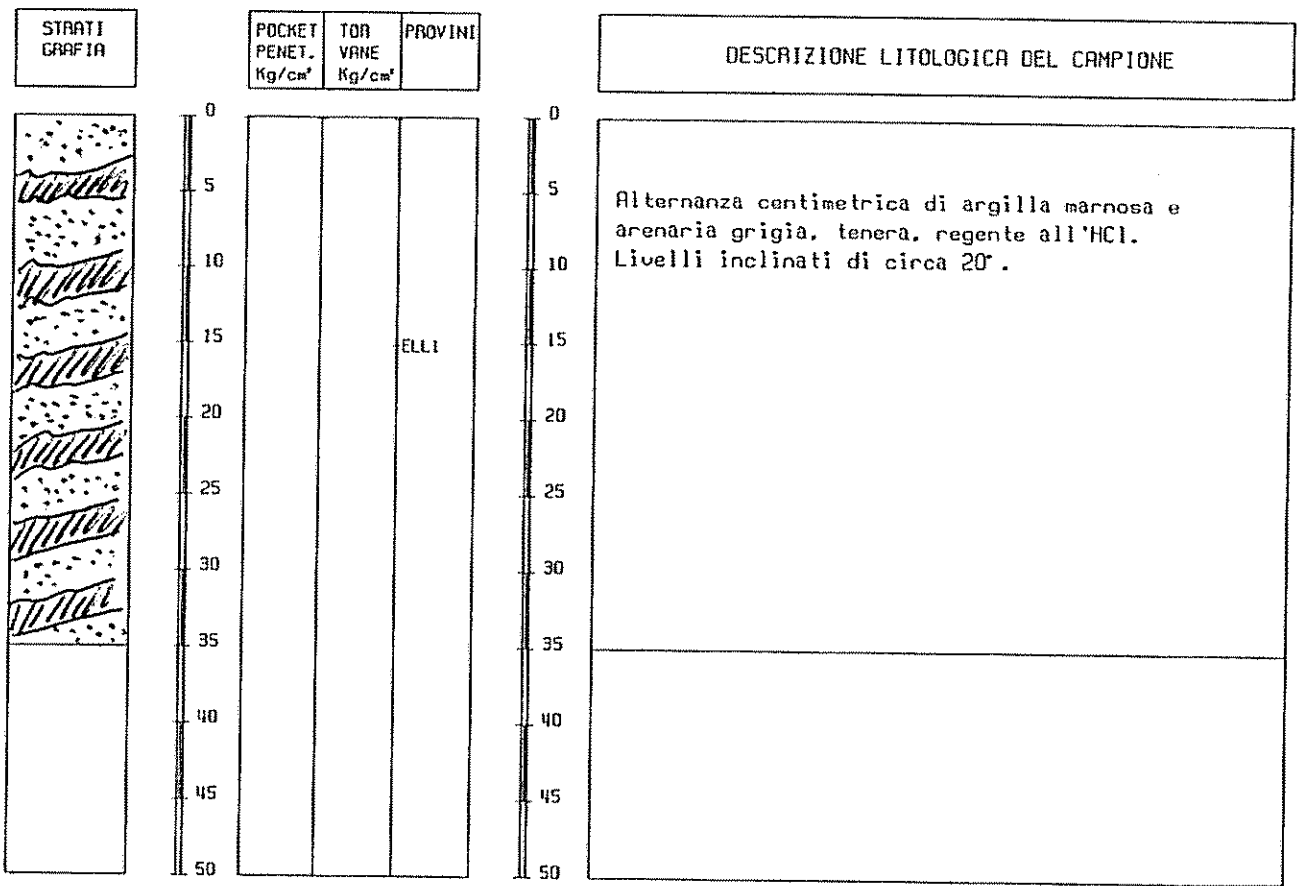 STRATI
GRAFIA
POCKET
PENET.
Kg/cm²
TOR
VANE
Kg/cm²
PROVINI
DESCRIZIONE LITOLOGICA DEL CAMPIONE
0
5
10
15
20
25
30
35
40
45
50
ELL1
0
5
10
15
20
25
30
35
40
45
50
Alternanza centimetrica di argilla marnosa e
arenaria grigia, tenera, regente all'HCl.
Livelli inclinati di circa 20°.